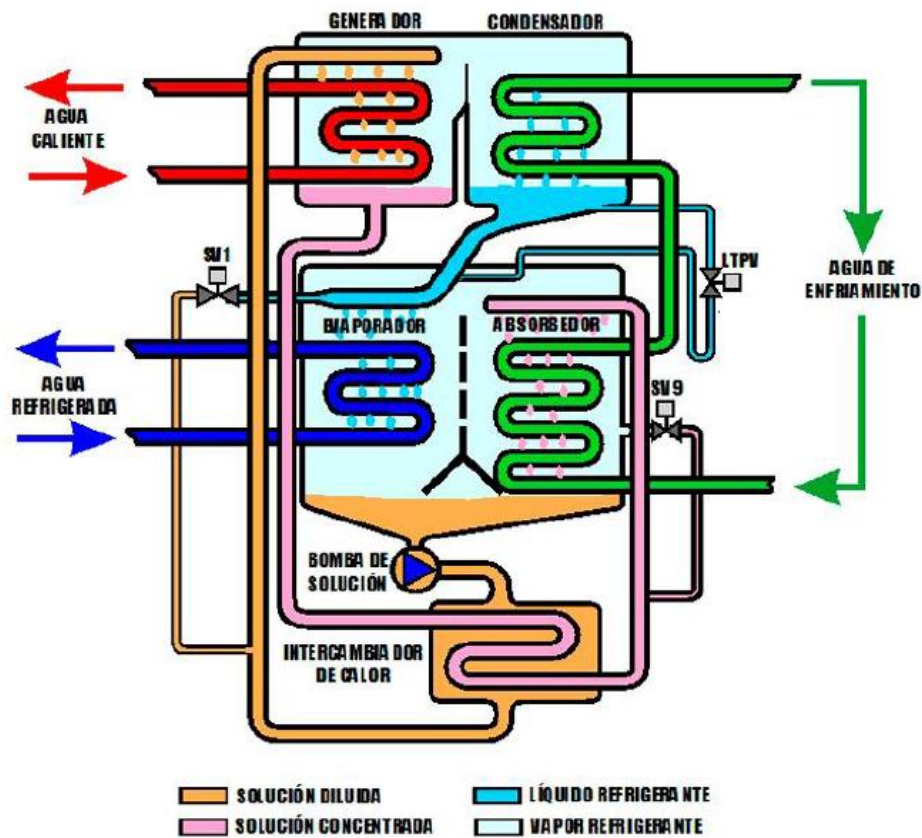 GENERADOR
CONDENSADOR
AGUA
CALIENTE
SV1
LTPV
AGUA DE
ENFRIAMIENTO
EVAPORADOR
ABSORBEDOR
AGUA
REFRIGERADA
SV9
BOMBA DE
SOLUCIÓN
INTERCAMBIADOR
DE CALOR
SOLUCIÓN DILUIDA
LÍQUIDO REFRIGERANTE
SOLUCIÓN CONCENTRADA
VAPOR REFRIGERANTE